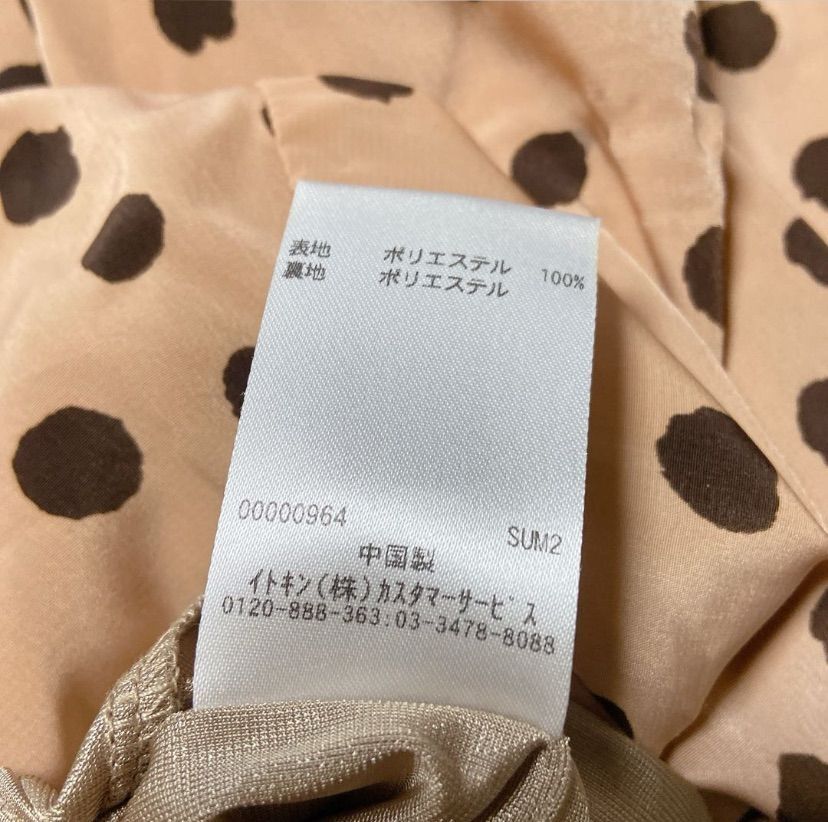 表地 ポリエステル 100%
裏地 ポリエステル
00000964 SUM2
中国製
イトキン(株)カスタマーサービス
0120-888-363:03-3478-8088